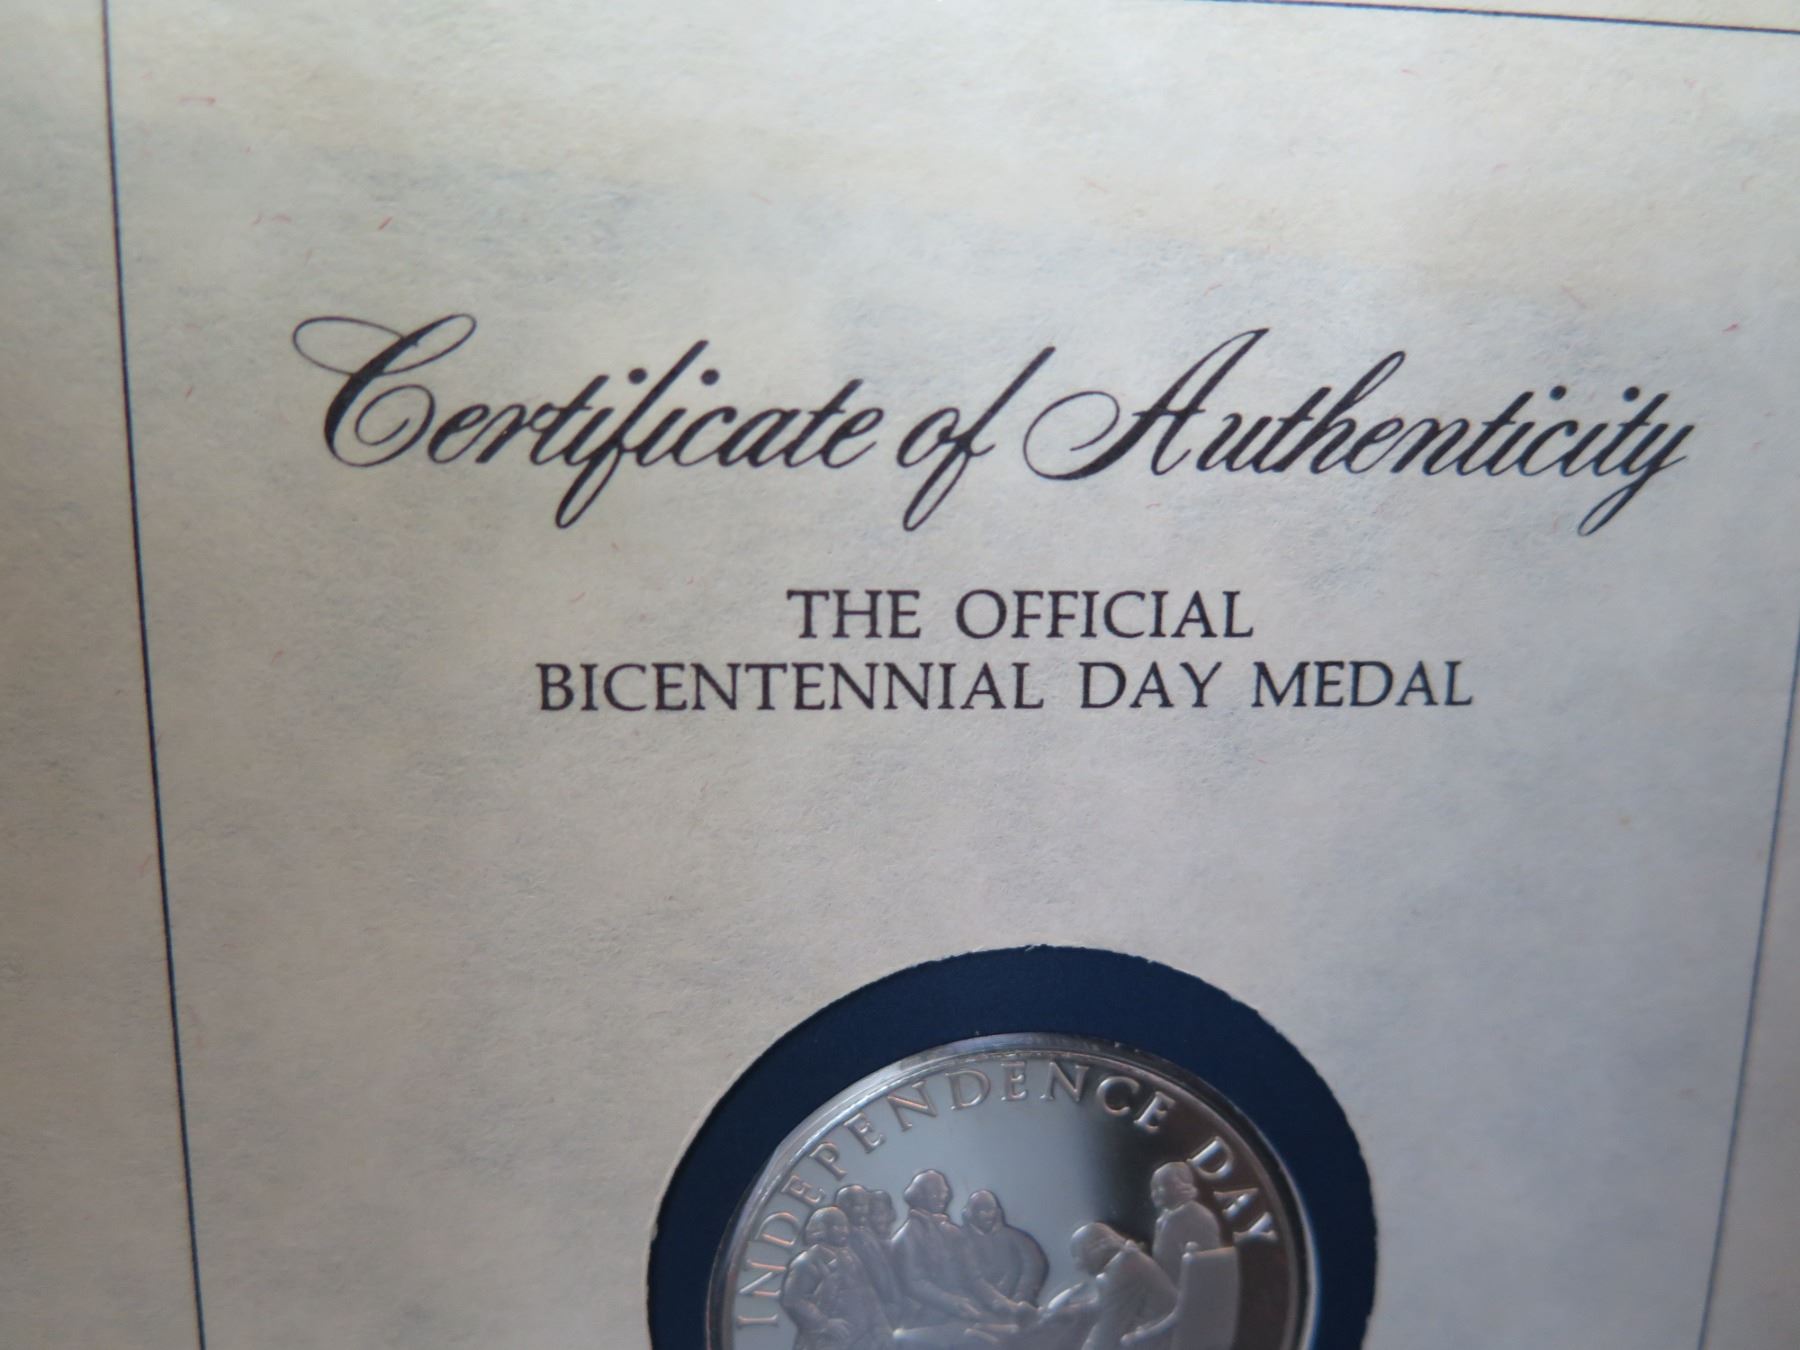 Certificate of Authenticity
THE OFFICIAL
BICENTENNIAL DAY MEDAL
INDEPENDENCE DAY